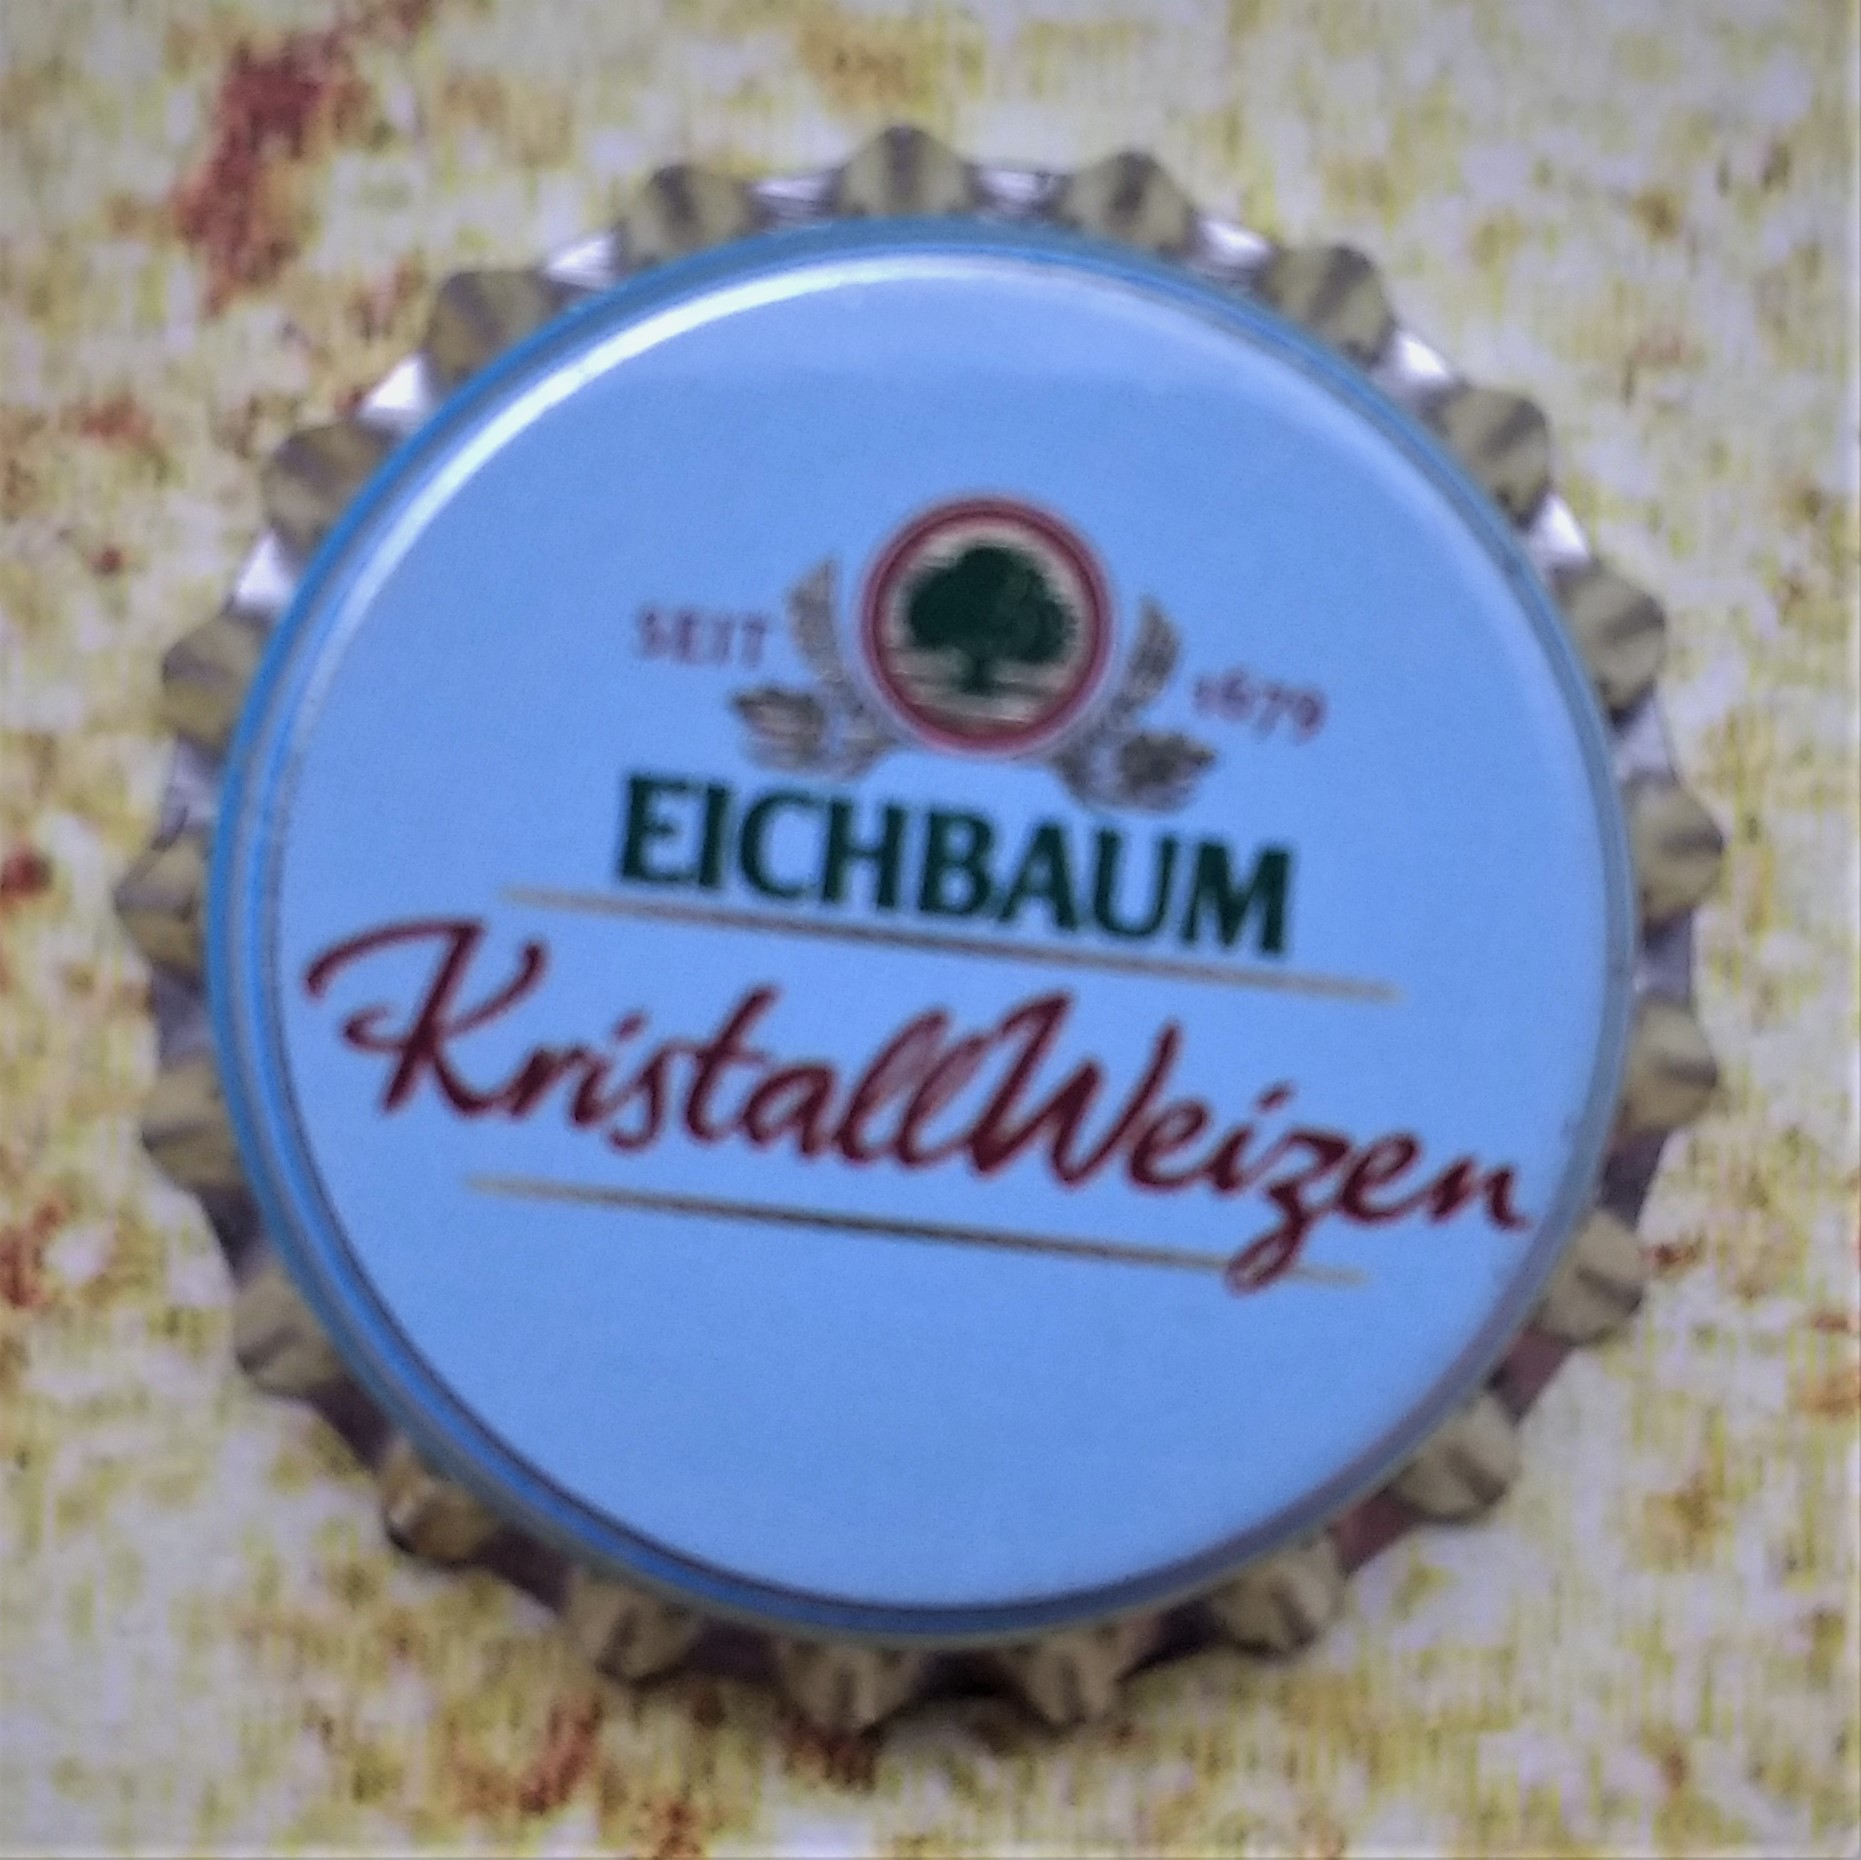 SEIT 1679
EICHBAUM
KristallWeizen